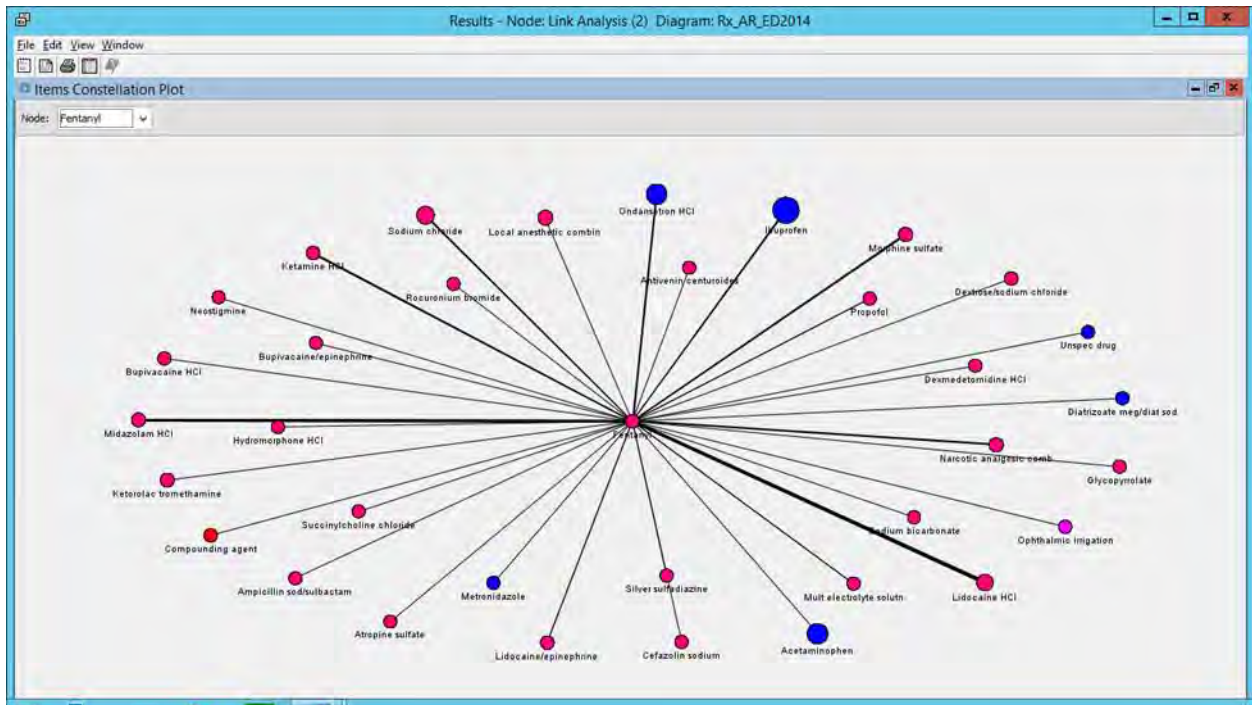 Results - Node: Link Analysis (2) Diagram: Rx_AR_ED2014
File Edit View Window
Items Constellation Plot
Node: Fentanyl
Ondansetron HCl
Ibuprofen
Sodium chloride
Local anesthetic combin
Morphine sulfate
Ketamine HCl
Antivenin centuroides
Dextrose/sodium chloride
Rocuronium bromide
Propofol
Neostigmine
Unspec drug
Bupivacaine/epinephrine
Bupivacaine HCl
Dexmedetomidine HCl
Diatrizoate meg/diat sod
Midazolam HCl
Hydromorphone HCl
Fentanyl
Narcotic analgesic comb
Glycopyrrolate
Ketorolac tromethamine
Succinylcholine chloride
Sodium bicarbonate
Ophthalmic irrigation
Compounding agent
Ampicillin sod/sulbactam
Metronidazole
Silver sulfadiazine
Mult electrolyte solutn
Lidocaine HCl
Atropine sulfate
Acetaminophen
Lidocaine/epinephrine
Cefazolin sodium